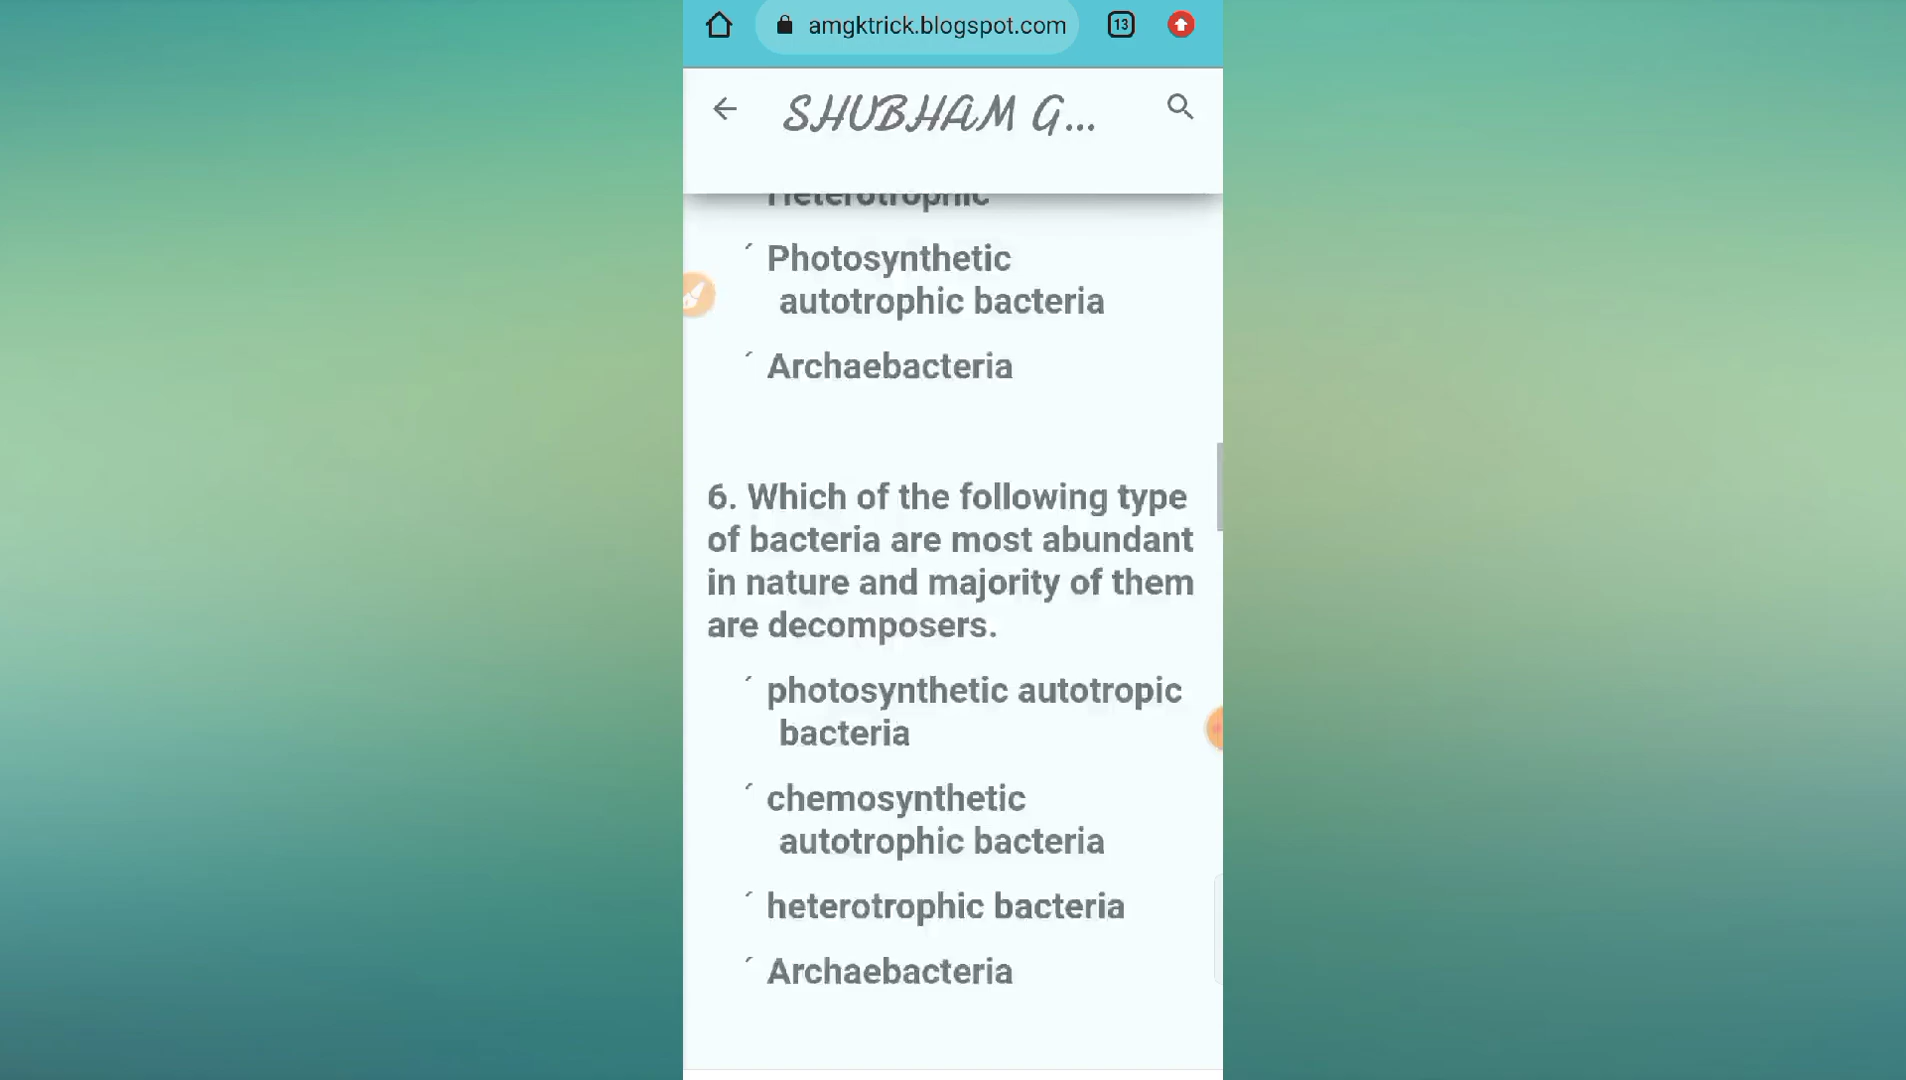 amgktrick.blogspot.com
13
SHUBHAM G...
Heterotrophic
´ Photosynthetic
autotrophic bacteria
´ Archaebacteria
6. Which of the following type
of bacteria are most abundant
in nature and majority of them
are decomposers.
´ photosynthetic autotropic
bacteria
´ chemosynthetic
autotrophic bacteria
´ heterotrophic bacteria
´ Archaebacteria